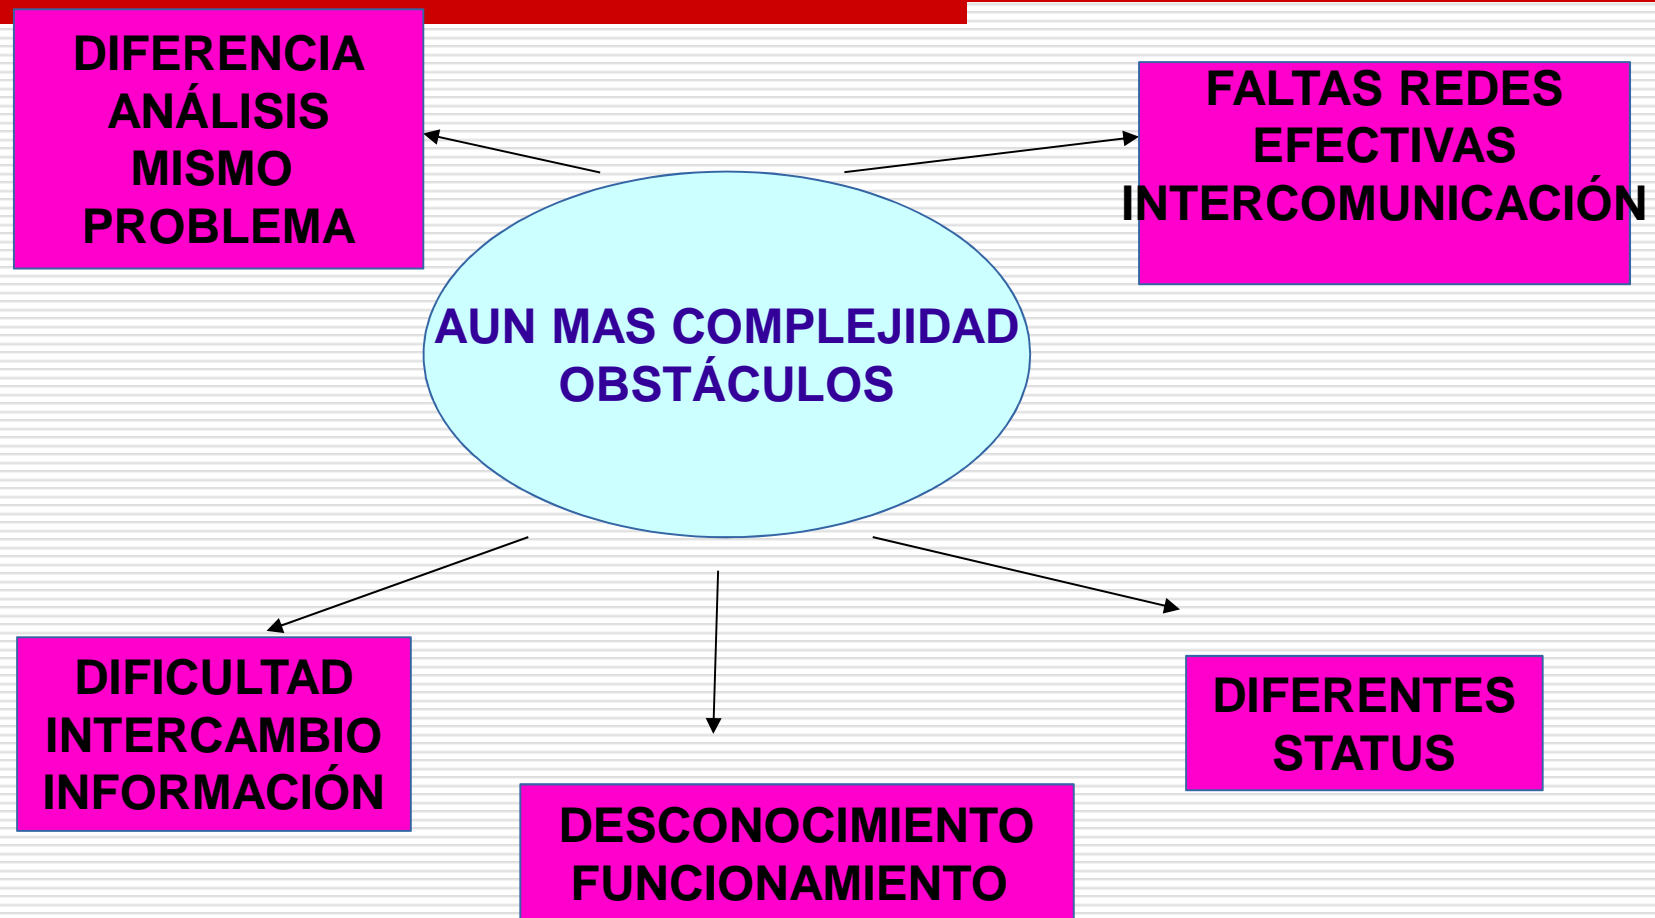 DIFERENCIA
ANÁLISIS
MISMO
PROBLEMA
FALTAS REDES
EFECTIVAS
INTERCOMUNICACIÓN
AUN MAS COMPLEJIDAD
OBSTÁCULOS
DIFICULTAD
INTERCAMBIO
INFORMACIÓN
DESCONOCIMIENTO
FUNCIONAMIENTO
DIFERENTES
STATUS